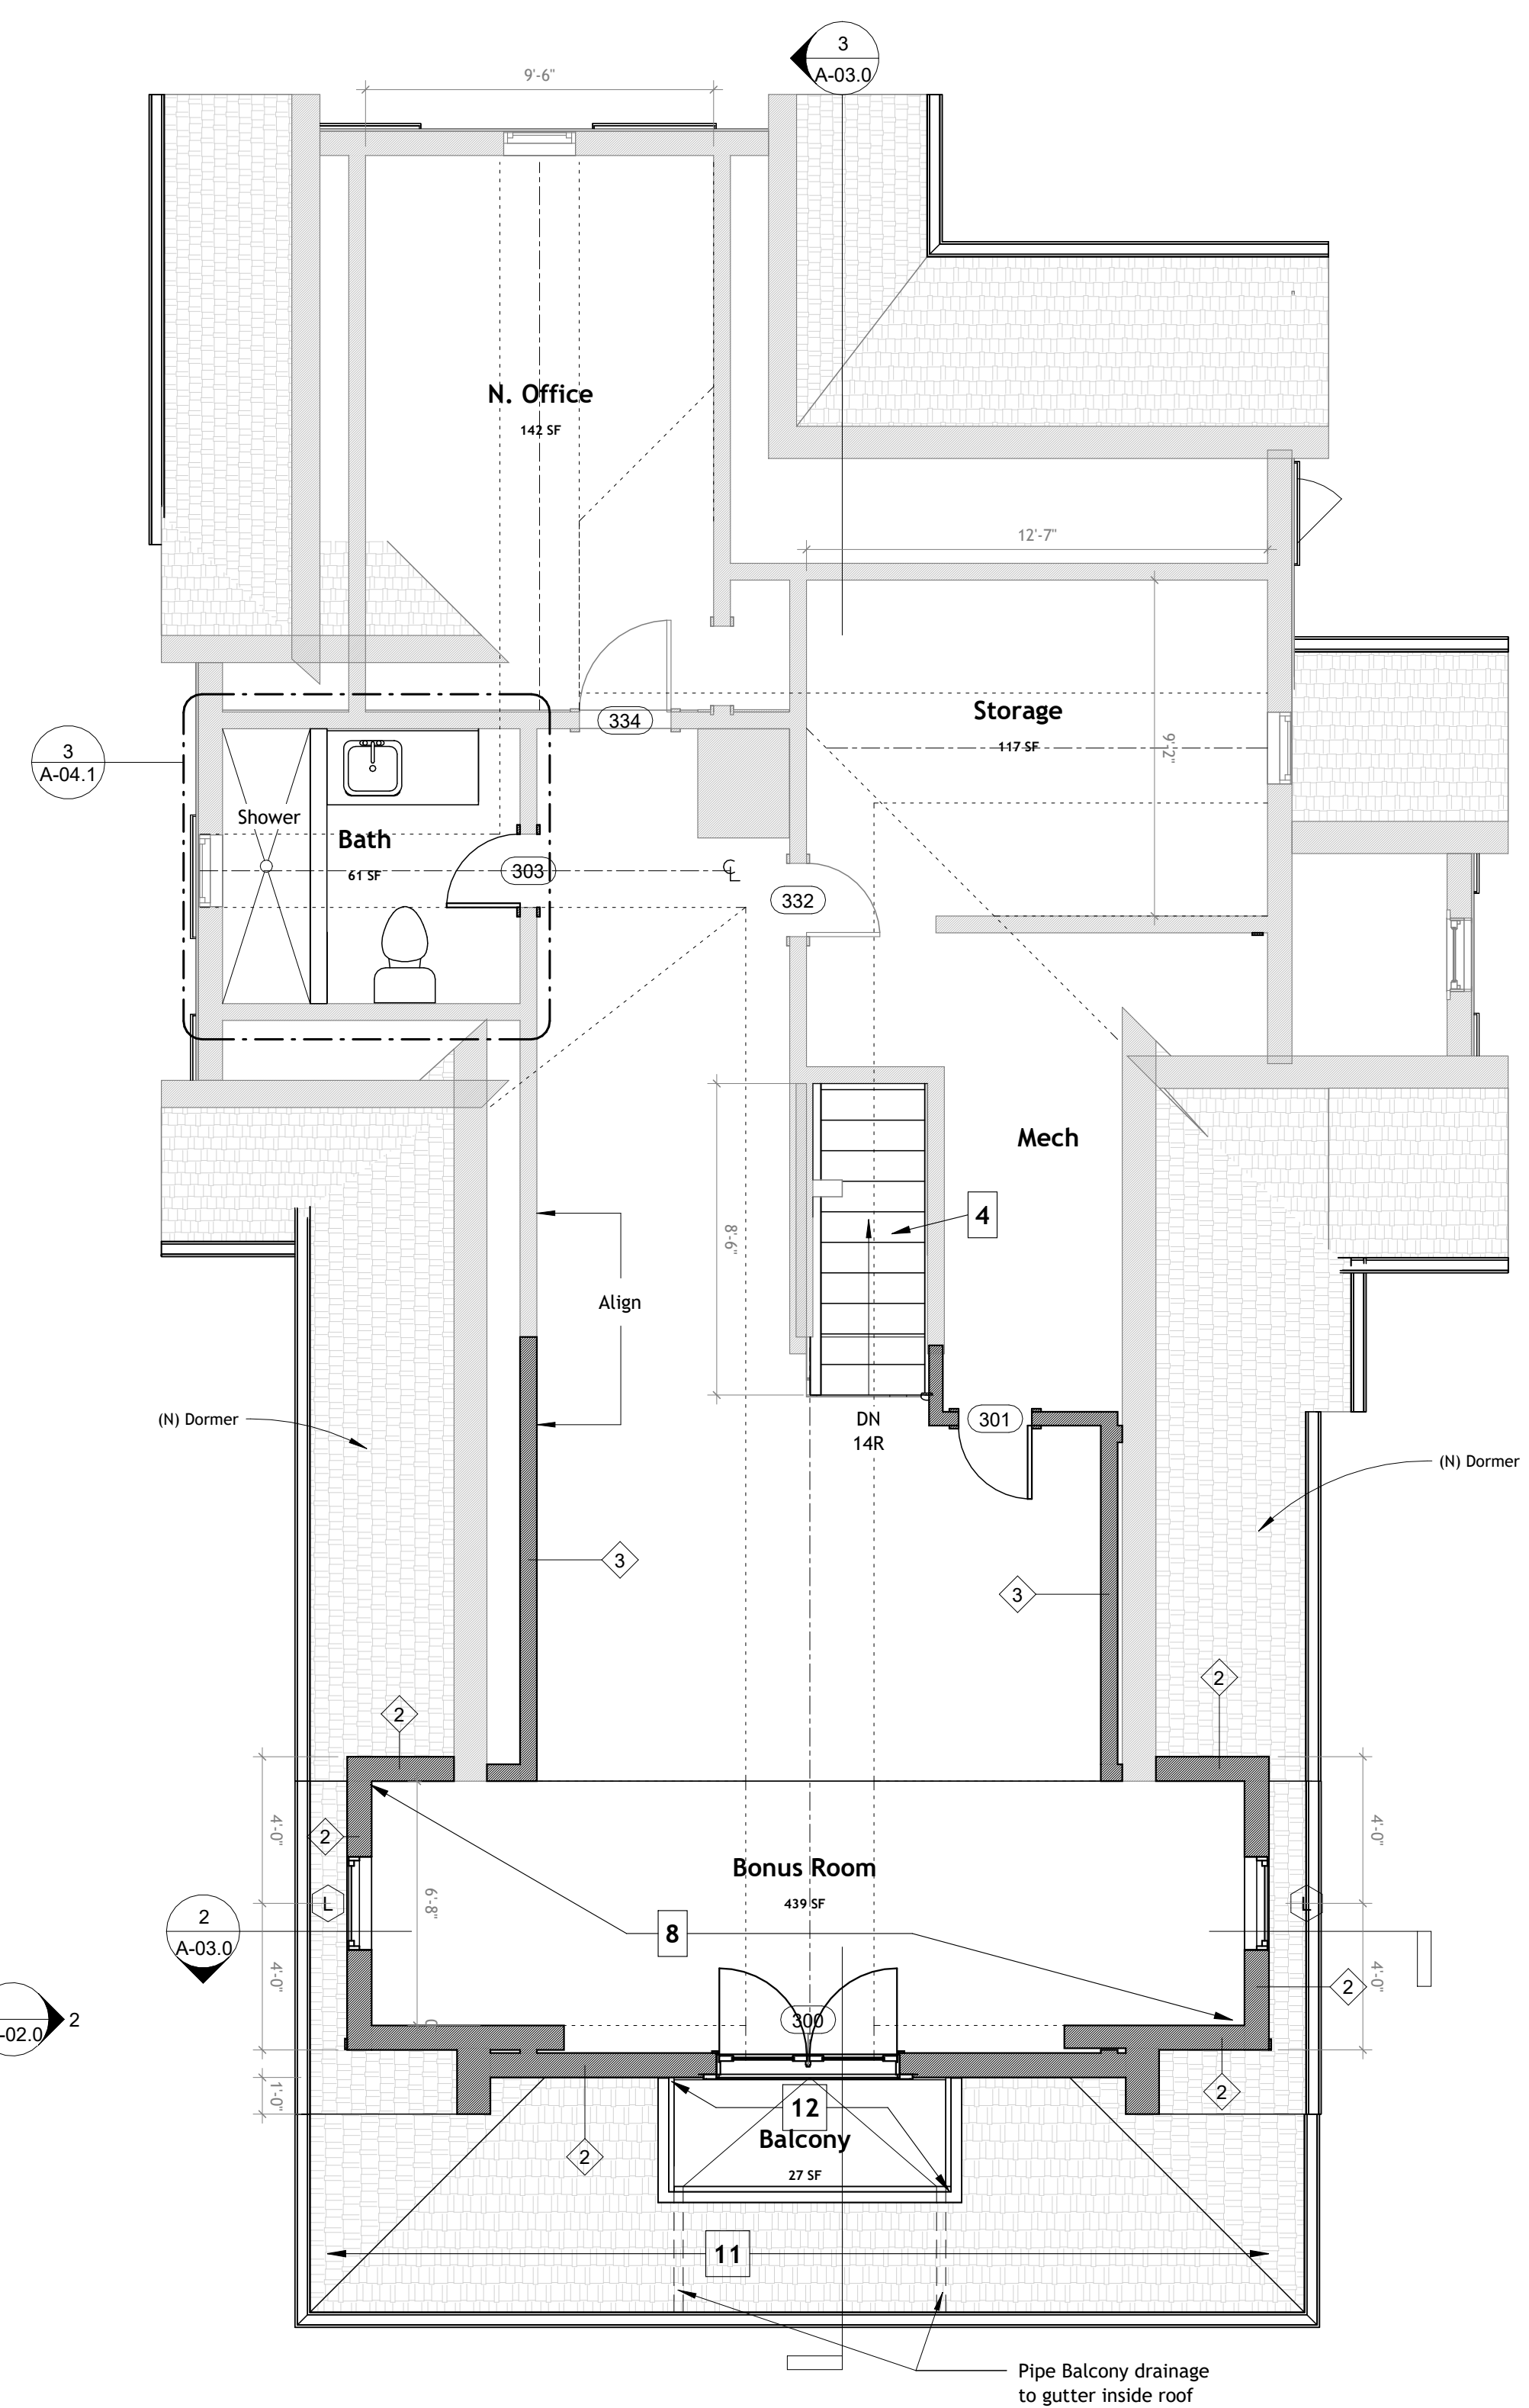 3
A-03.0
9'-6"
N. Office
142 SF
12'-7"
334
Storage
117 SF
9'-2"
3
A-04.1
Shower
Bath
61 SF
303
CL
332
Mech
4
8'-6"
Align
DN
14R
301
(N) Dormer
(N) Dormer
3
3
2
2
4'-0"
2
4'-0"
Bonus Room
439 SF
6'-8"
L
L
2
A-03.0
8
4'-0"
4'-0"
2
-02.0
2
300
1'-0"
2
2
12
Balcony
27 SF
11
Pipe Balcony drainage
to gutter inside roof